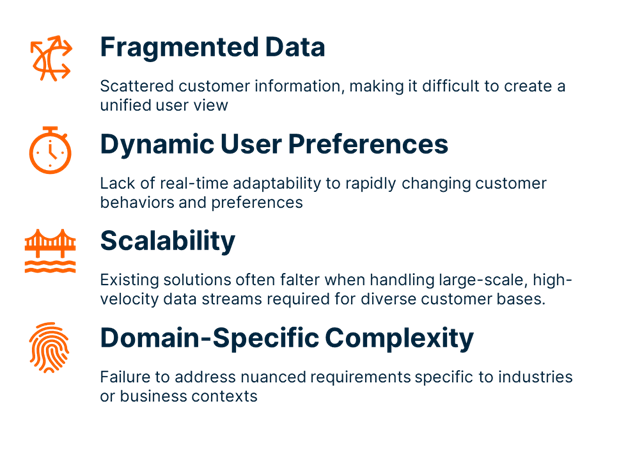 Fragmented Data
Scattered customer information, making it difficult to create a
unified user view
Dynamic User Preferences
Lack of real-time adaptability to rapidly changing customer
behaviors and preferences
Scalability
Existing solutions often falter when handling large-scale, high-
velocity data streams required for diverse customer bases.
Domain-Specific Complexity
Failure to address nuanced requirements specific to industries
or business contexts